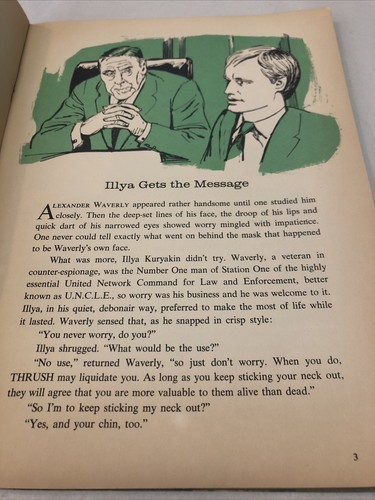 Illya Gets the Message
ALEXANDER WAVERLY appeared rather handsome until one studied him
closely. Then the deep-set lines of his face, the droop of his lips and
quick dart of his narrowed eyes showed worry mingled with impatience.
One never could tell exactly what went on behind the mask that happened
to be Waverly's own face.
What was more, Illya Kuryakin didn't try. Waverly, a veteran in
counter-espionage, was the Number One man of Station One of the highly
essential United Network Command for Law and Enforcement, better
known as U.N.C.L.E., so worry was his business and he was welcome to it.
Illya, in his quiet, debonair way, preferred to make the most of life while
it lasted. Waverly sensed that, as he snapped in crisp style:
"You never worry, do you?"
Illya shrugged. "What would be the use?"
"No use," returned Waverly, "so just don't worry. When you do,
THRUSH may liquidate you. As long as you keep sticking your neck out,
they will agree that you are more valuable to them alive than dead."
"So I'm to keep sticking my neck out?"
"Yes, and your chin, too."
3